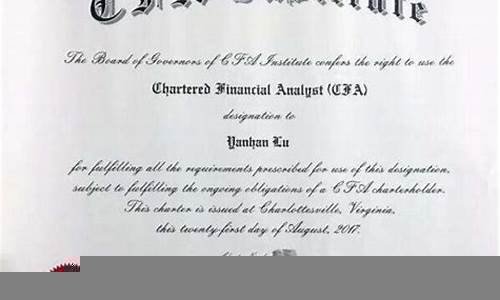 CFA Institute
The Board of Governors of CFA Institute confers the right to use the
Chartered Financial Analyst (CFA)
designation to
Yanhan Lu
for fulfilling all the requirements prescribed for use of this designation,
subject to fulfilling the ongoing obligations of a CFA charterholder.
This charter is issued at Charlottesville, Virginia,
this twenty-first day of August, 2017.